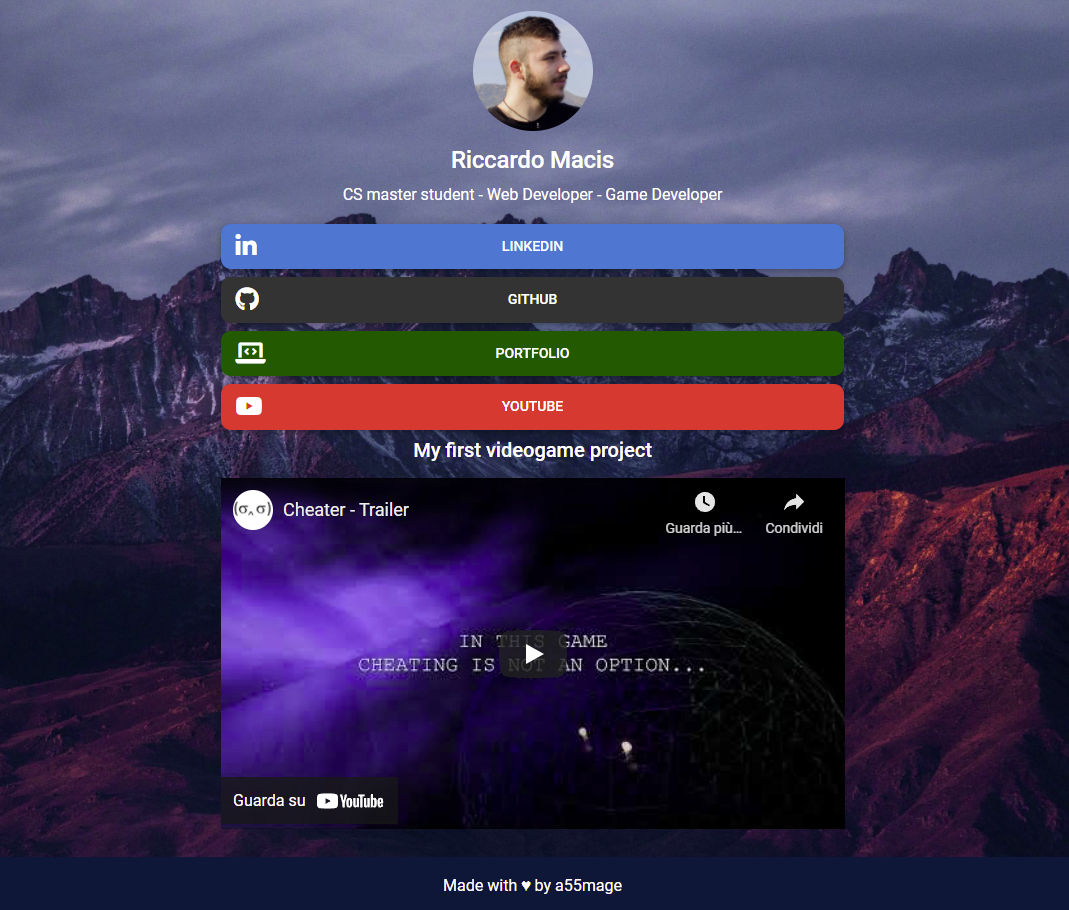 Riccardo Macis
CS master student - Web Developer - Game Developer
LINKEDIN
GITHUB
PORTFOLIO
YOUTUBE
My first videogame project
(σ_σ) Cheater - Trailer
Guarda più... Condividi
IN THIS GAME
CHEATING IS NOT AN OPTION...
Guarda su YouTube
Made with ♥ by a55mage